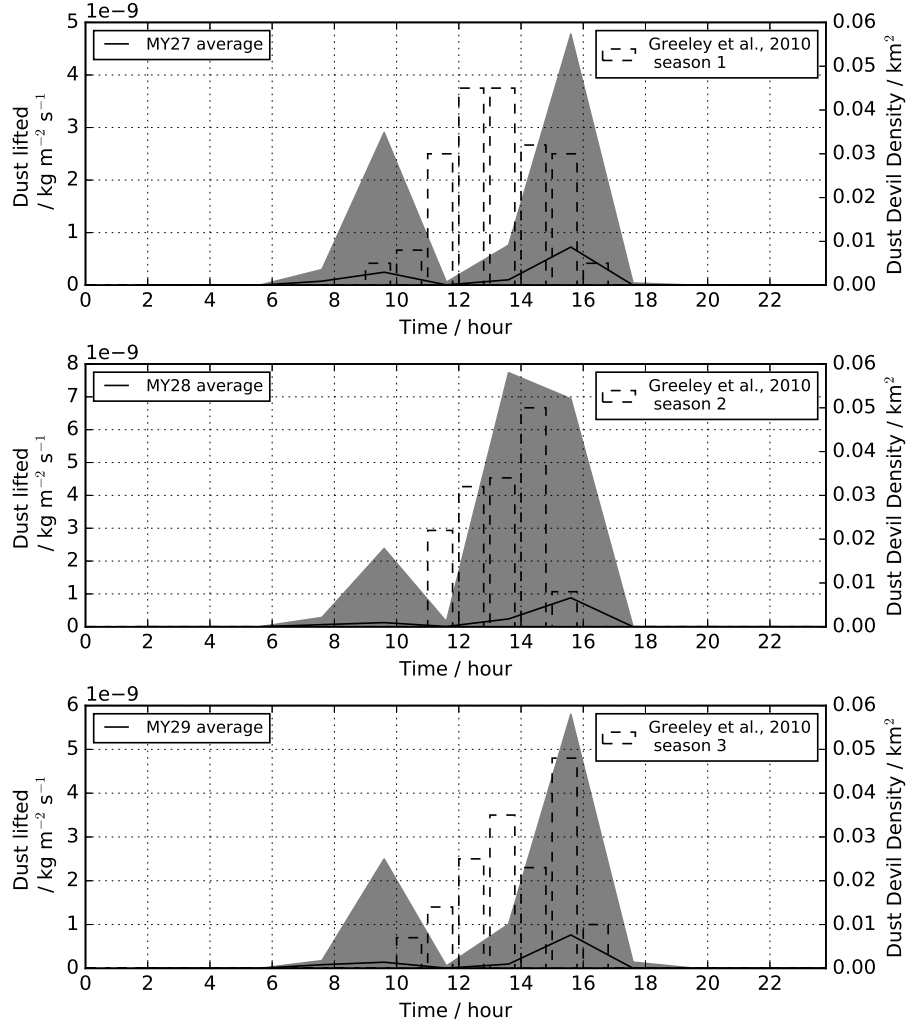 1e−9
MY27 average
Greeley et al., 2010
season 1
5
4
3
2
1
0
Dust lifted
/ kg m−2 s−1
0.06
0.05
0.04
0.03
0.02
0.01
0.00
Dust Devil Density / km2
0 2 4 6 8 10 12 14 16 18 20 22
Time / hour
1e−9
MY28 average
Greeley et al., 2010
season 2
8
7
6
5
4
3
2
1
0
Dust lifted
/ kg m−2 s−1
0.06
0.05
0.04
0.03
0.02
0.01
0.00
Dust Devil Density / km2
0 2 4 6 8 10 12 14 16 18 20 22
Time / hour
1e−9
MY29 average
Greeley et al., 2010
season 3
6
5
4
3
2
1
0
Dust lifted
/ kg m−2 s−1
0.06
0.05
0.04
0.03
0.02
0.01
0.00
Dust Devil Density / km2
0 2 4 6 8 10 12 14 16 18 20 22
Time / hour